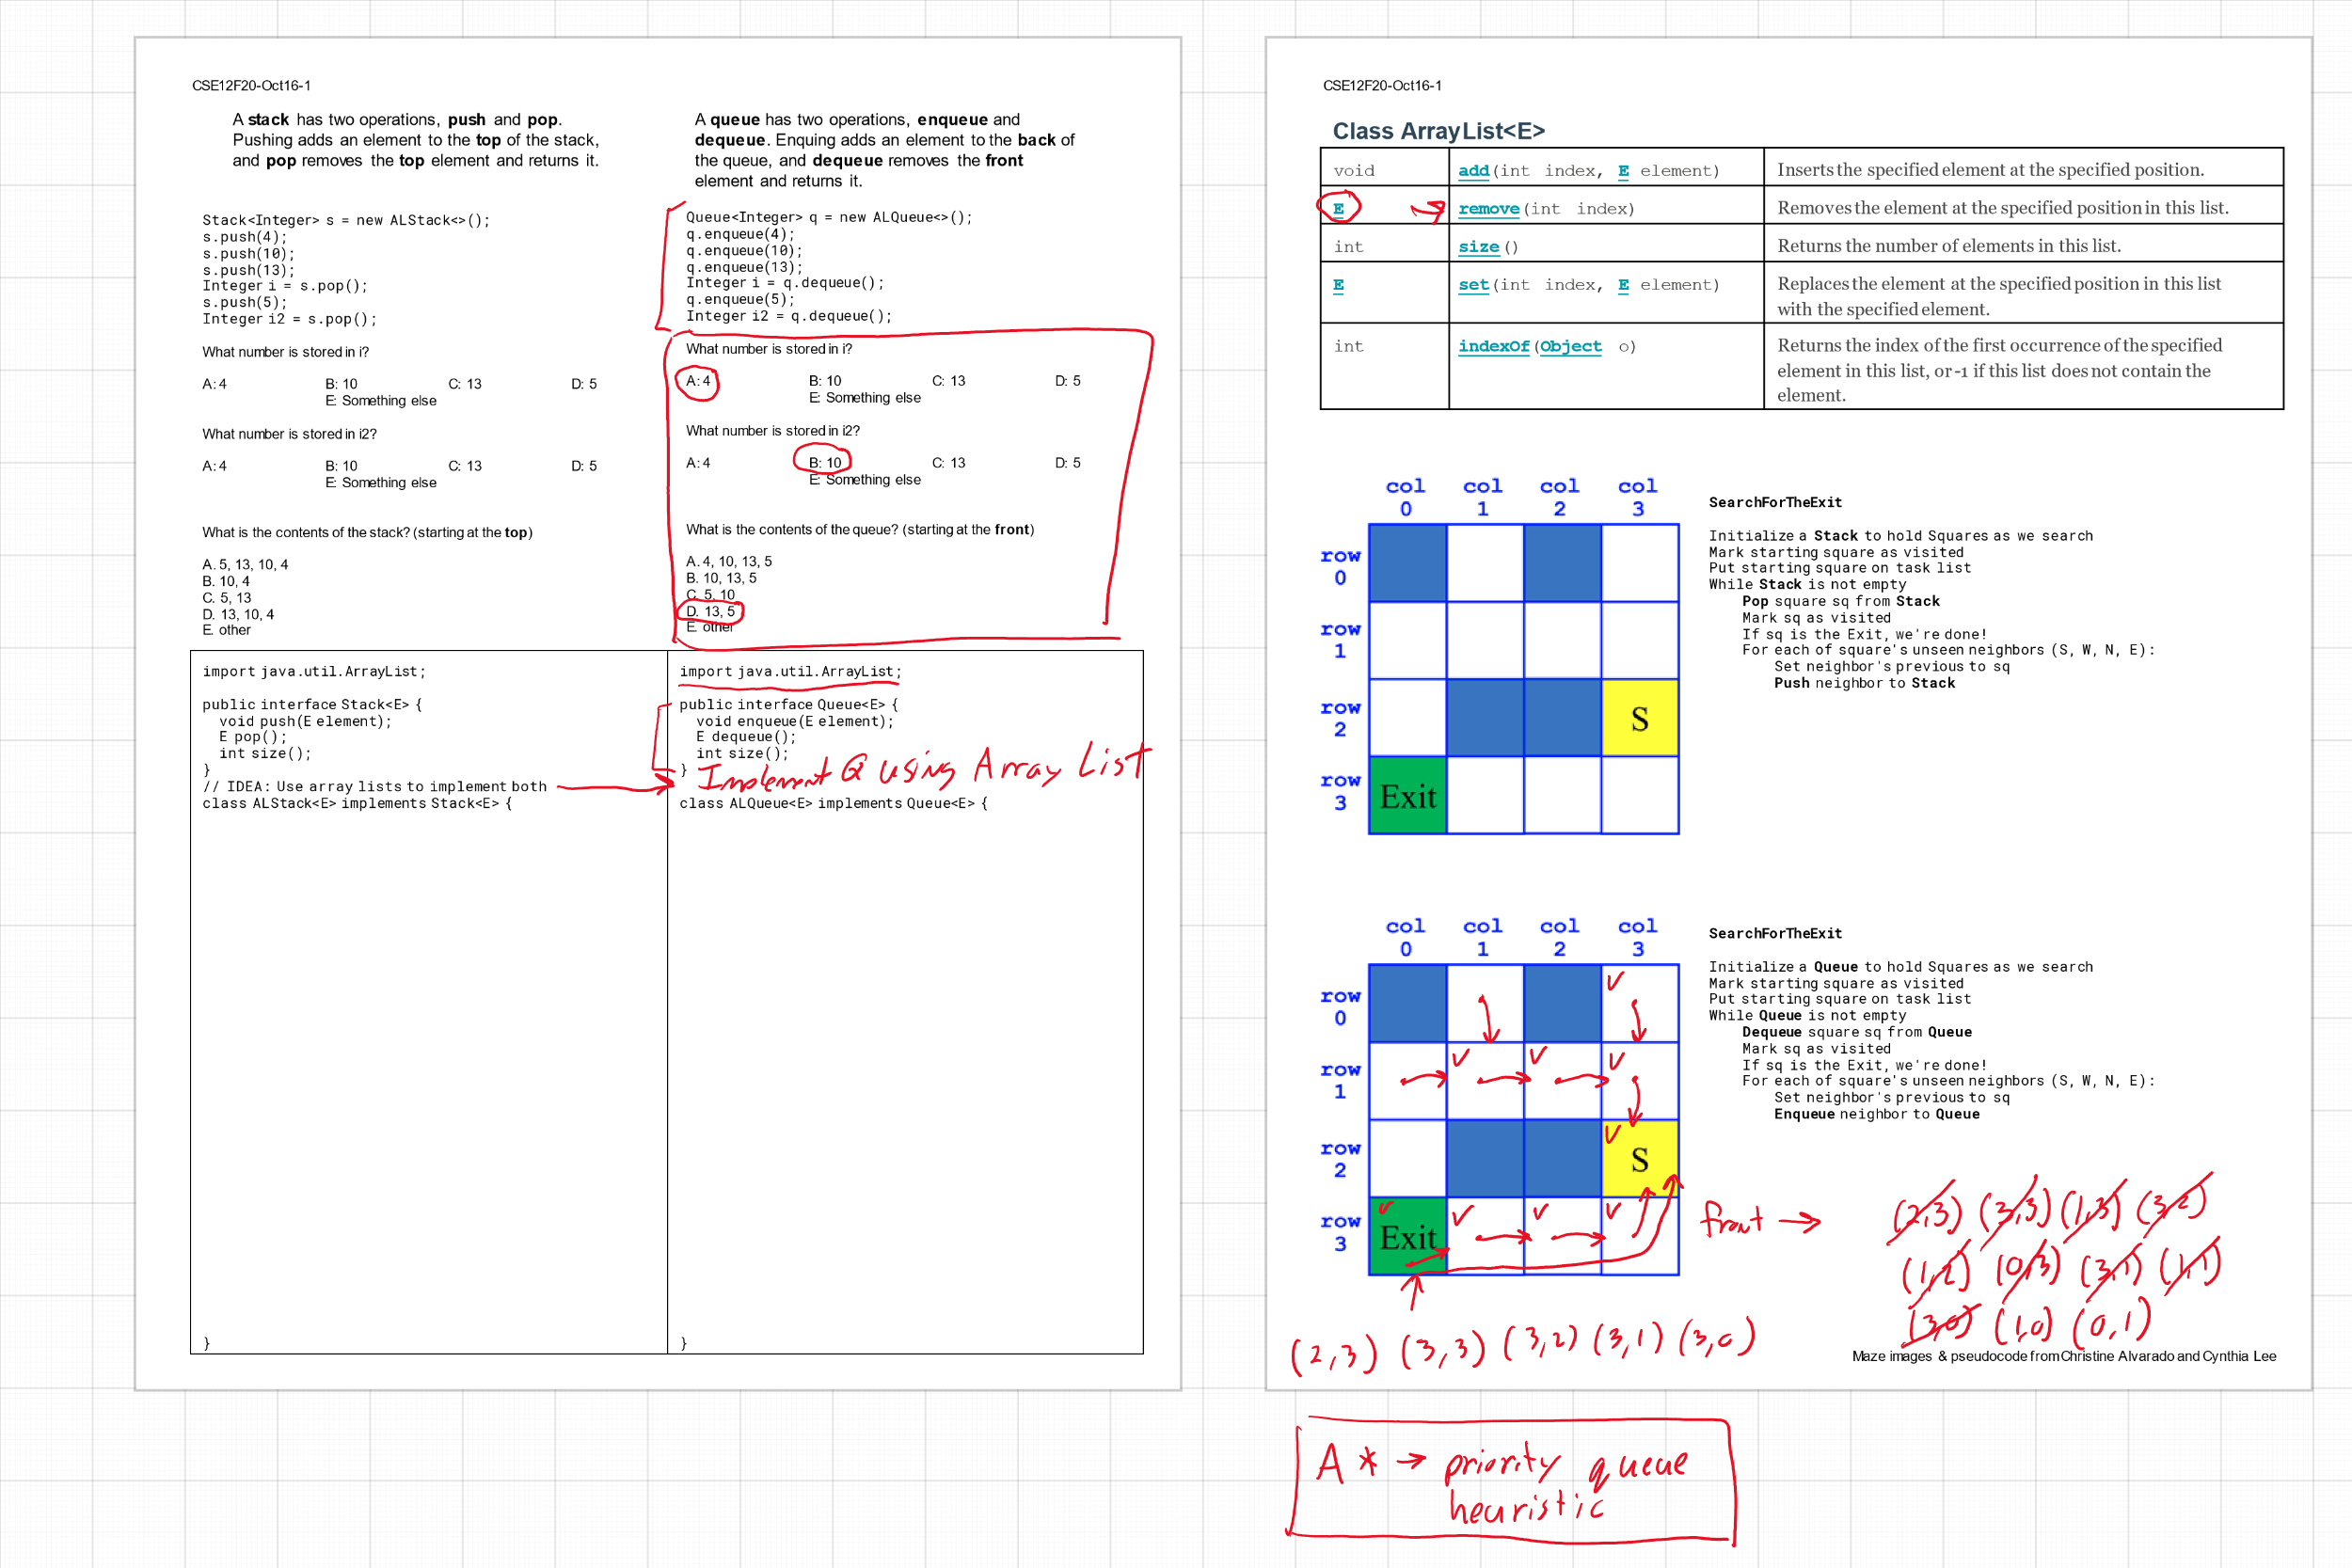 CSE12F20-Oct16-1
A stack has two operations, push and pop.
Pushing adds an element to the top of the stack,
and pop removes the top element and returns it.
Stack<Integer> s = new ALStack<>();
s.push(4);
s.push(10);
s.push(13);
Integer i = s.pop();
s.push(5);
Integer i2 = s.pop();
What number is stored in i?
A: 4 B: 10 C: 13 D: 5
E: Something else
What number is stored in i2?
A: 4 B: 10 C: 13 D: 5
E: Something else
What is the contents of the stack? (starting at the top)
A. 5, 13, 10, 4
B. 10, 4
C. 5, 13
D. 13, 10, 4
E. other
A queue has two operations, enqueue and
dequeue. Enquing adds an element to the back of
the queue, and dequeue removes the front
element and returns it.
Queue<Integer> q = new ALQueue<>();
q.enqueue(4);
q.enqueue(10);
q.enqueue(13);
Integer i = q.dequeue();
q.enqueue(5);
Integer i2 = q.dequeue();
What number is stored in i?
A: 4 B: 10 C: 13 D: 5
E: Something else
What number is stored in i2?
A: 4 B: 10 C: 13 D: 5
E: Something else
What is the contents of the queue? (starting at the front)
A. 4, 10, 13, 5
B. 10, 13, 5
C. 5, 10
D. 13, 5
E. other
import java.util.ArrayList;
public interface Stack<E> {
void push(E element);
E pop();
int size();
}
// IDEA: Use array lists to implement both
class ALStack<E> implements Stack<E> {
}
import java.util.ArrayList;
public interface Queue<E> {
void enqueue(E element);
E dequeue();
int size();
} Implement Q using Array List
class ALQueue<E> implements Queue<E> {
}
CSE12F20-Oct16-1
Class ArrayList<E>
void add(int index, E element) Inserts the specified element at the specified position.
E remove(int index) Removes the element at the specified position in this list.
int size() Returns the number of elements in this list.
E set(int index, E element) Replaces the element at the specified position in this list
with the specified element.
int indexOf(Object o) Returns the index of the first occurrence of the specified
element in this list, or -1 if this list does not contain the
element.
col col col col
0 1 2 3
row
0
row
1
row
2
S
row
3
Exit
SearchForTheExit
Initialize a Stack to hold Squares as we search
Mark starting square as visited
Put starting square on task list
While Stack is not empty
Pop square sq from Stack
Mark sq as visited
If sq is the Exit, we're done!
For each of square's unseen neighbors (S, W, N, E):
Set neighbor's previous to sq
Push neighbor to Stack
col col col col
0 1 2 3
row
0
row
1
row
2
S
row
3
Exit
SearchForTheExit
Initialize a Queue to hold Squares as we search
Mark starting square as visited
Put starting square on task list
While Queue is not empty
Dequeue square sq from Queue
Mark sq as visited
If sq is the Exit, we're done!
For each of square's unseen neighbors (S, W, N, E):
Set neighbor's previous to sq
Enqueue neighbor to Queue
front → (2,3) (3,3) (1,3) (3,2)
(1,2) (0,3) (3,1) (1,1)
(3,0) (1,0) (0,1)
(2,3) (3,3) (3,2) (3,1) (3,0)
Maze images & pseudocode from Christine Alvarado and Cynthia Lee
A * → priority queue
heuristic